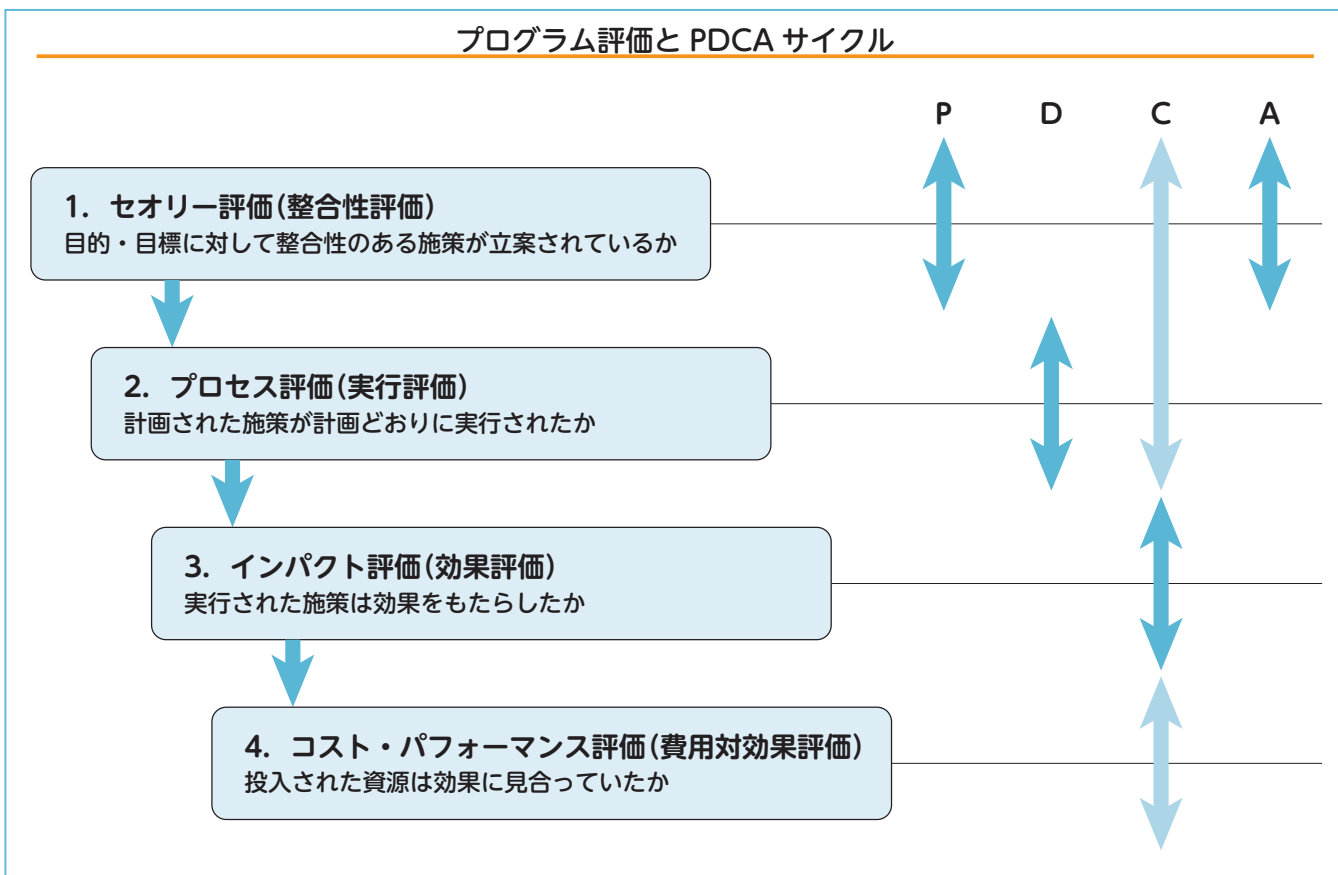 プログラム評価と PDCA サイクル
P D C A
1. セオリー評価(整合性評価)
目的・目標に対して整合性のある施策が立案されているか
2. プロセス評価(実行評価)
計画された施策が計画どおりに実行されたか
3. インパクト評価(効果評価)
実行された施策は効果をもたらしたか
4. コスト・パフォーマンス評価(費用対効果評価)
投入された資源は効果に見合っていたか